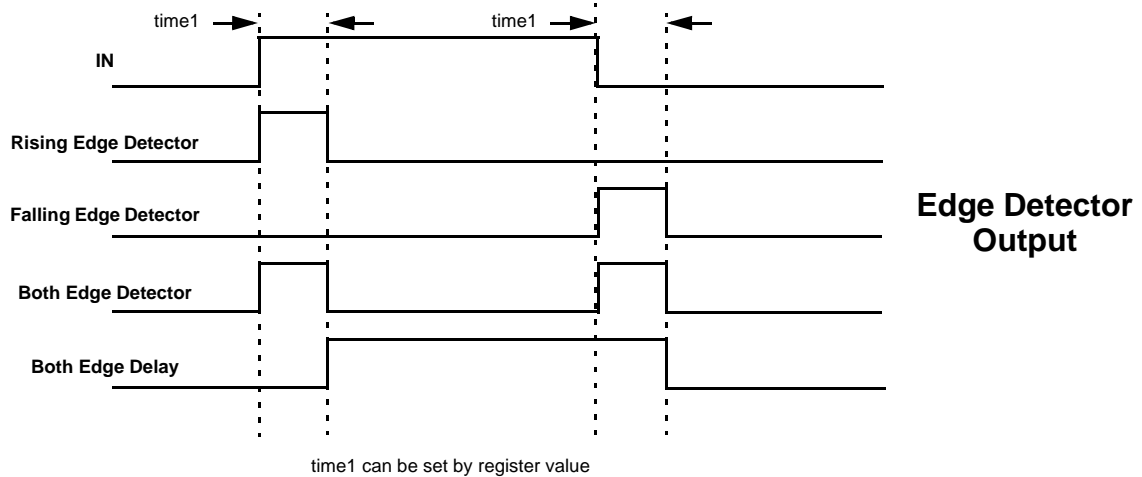 time1
time1
IN
Rising Edge Detector
Falling Edge Detector
Edge Detector
Output
Both Edge Detector
Both Edge Delay
time1 can be set by register value